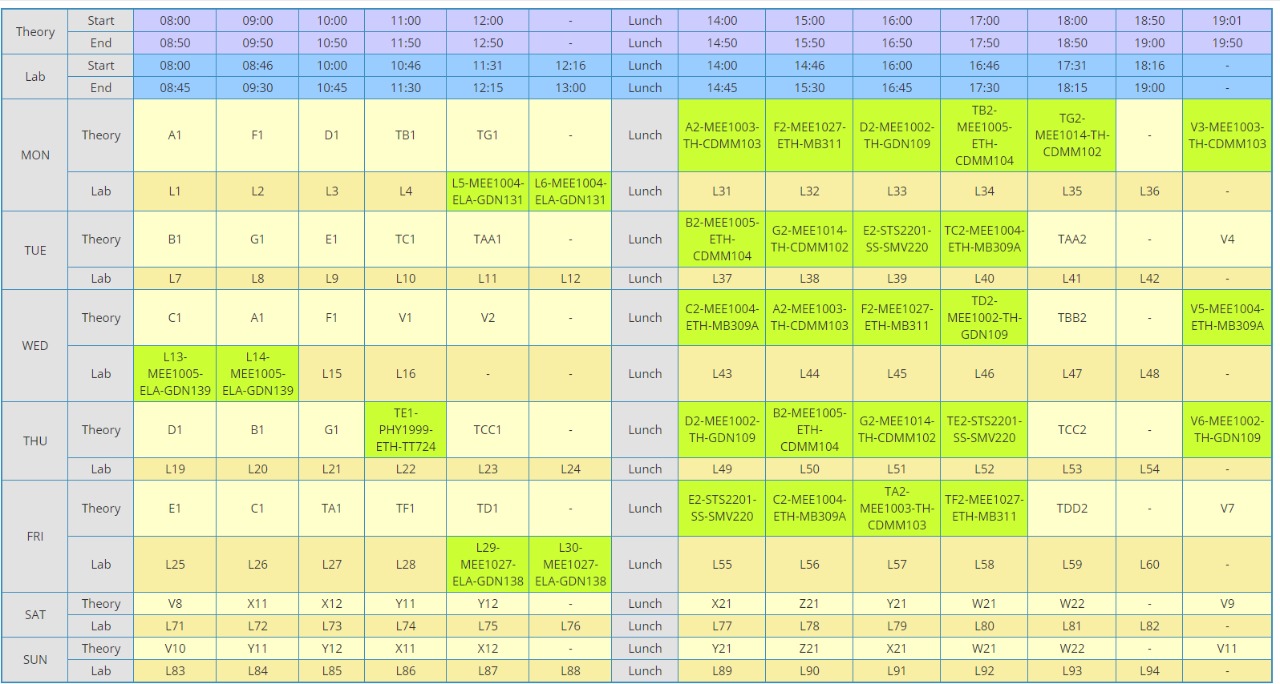 Theory Start 08:00 09:00 10:00 11:00 12:00 - Lunch 14:00 15:00 16:00 17:00 18:00 18:50 19:01
End 08:50 09:50 10:50 11:50 12:50 - Lunch 14:50 15:50 16:50 17:50 18:50 19:00 19:50
Lab Start 08:00 08:46 10:00 10:46 11:31 12:16 Lunch 14:00 14:46 16:00 16:46 17:31 18:16 -
End 08:45 09:30 10:45 11:30 12:15 13:00 Lunch 14:45 15:30 16:45 17:30 18:15 19:00 -
MON Theory A1 F1 D1 TB1 TG1 - Lunch A2-MEE1003-TH-CDMM103 F2-MEE1027-ETH-MB311 D2-MEE1002-TH-GDN109 TB2-MEE1005-ETH-CDMM104 TG2-MEE1014-TH-CDMM102 - V3-MEE1003-TH-CDMM103
Lab L1 L2 L3 L4 L5-MEE1004-ELA-GDN131 L6-MEE1004-ELA-GDN131 Lunch L31 L32 L33 L34 L35 L36 -
TUE Theory B1 G1 E1 TC1 TAA1 - Lunch B2-MEE1005-ETH-CDMM104 G2-MEE1014-TH-CDMM102 E2-STS2201-SS-SMV220 TC2-MEE1004-ETH-MB309A TAA2 - V4
Lab L7 L8 L9 L10 L11 L12 Lunch L37 L38 L39 L40 L41 L42 -
WED Theory C1 A1 F1 V1 V2 - Lunch C2-MEE1004-ETH-MB309A A2-MEE1003-TH-CDMM103 F2-MEE1027-ETH-MB311 TD2-MEE1002-TH-GDN109 TBB2 - V5-MEE1004-ETH-MB309A
Lab L13-MEE1005-ELA-GDN139 L14-MEE1005-ELA-GDN139 L15 L16 - - Lunch L43 L44 L45 L46 L47 L48 -
THU Theory D1 B1 G1 TE1-PHY1999-ETH-TT724 TCC1 - Lunch D2-MEE1002-TH-GDN109 B2-MEE1005-ETH-CDMM104 G2-MEE1014-TH-CDMM102 TE2-STS2201-SS-SMV220 TCC2 - V6-MEE1002-TH-GDN109
Lab L19 L20 L21 L22 L23 L24 Lunch L49 L50 L51 L52 L53 L54 -
FRI Theory E1 C1 TA1 TF1 TD1 - Lunch E2-STS2201-SS-SMV220 C2-MEE1004-ETH-MB309A TA2-MEE1003-TH-CDMM103 TF2-MEE1027-ETH-MB311 TDD2 - V7
Lab L25 L26 L27 L28 L29-MEE1027-ELA-GDN138 L30-MEE1027-ELA-GDN138 Lunch L55 L56 L57 L58 L59 L60 -
SAT Theory V8 X11 X12 Y11 Y12 - Lunch X21 Z21 Y21 W21 W22 - V9
Lab L71 L72 L73 L74 L75 L76 Lunch L77 L78 L79 L80 L81 L82 -
SUN Theory V10 Y11 Y12 X11 X12 - Lunch Y21 Z21 X21 W21 W22 - V11
Lab L83 L84 L85 L86 L87 L88 Lunch L89 L90 L91 L92 L93 L94 -